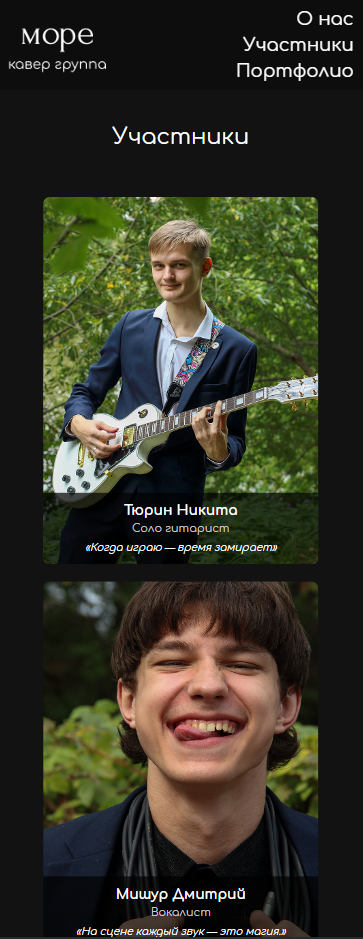 море
кавер группа
О нас
Участники
Портфолио
Участники
Тюрин Никита
Соло гитарист
«Когда играю — время замирает»
Мишур Дмитрий
Вокалист
«На сцене каждый звук — это магия.»